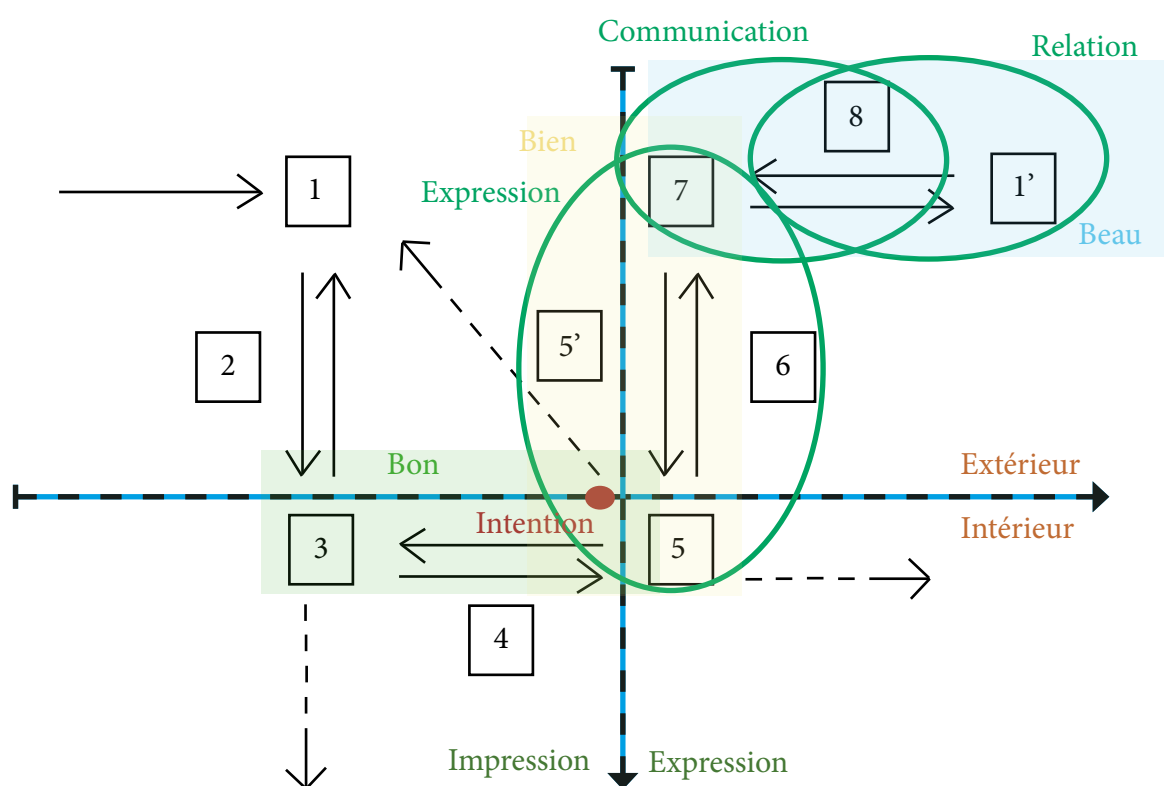 Communication
Relation
8
Bien
1
Expression
7
1’
Beau
5’
2
6
Bon
Extérieur
Intention
Intérieur
3
5
4
Impression
Expression